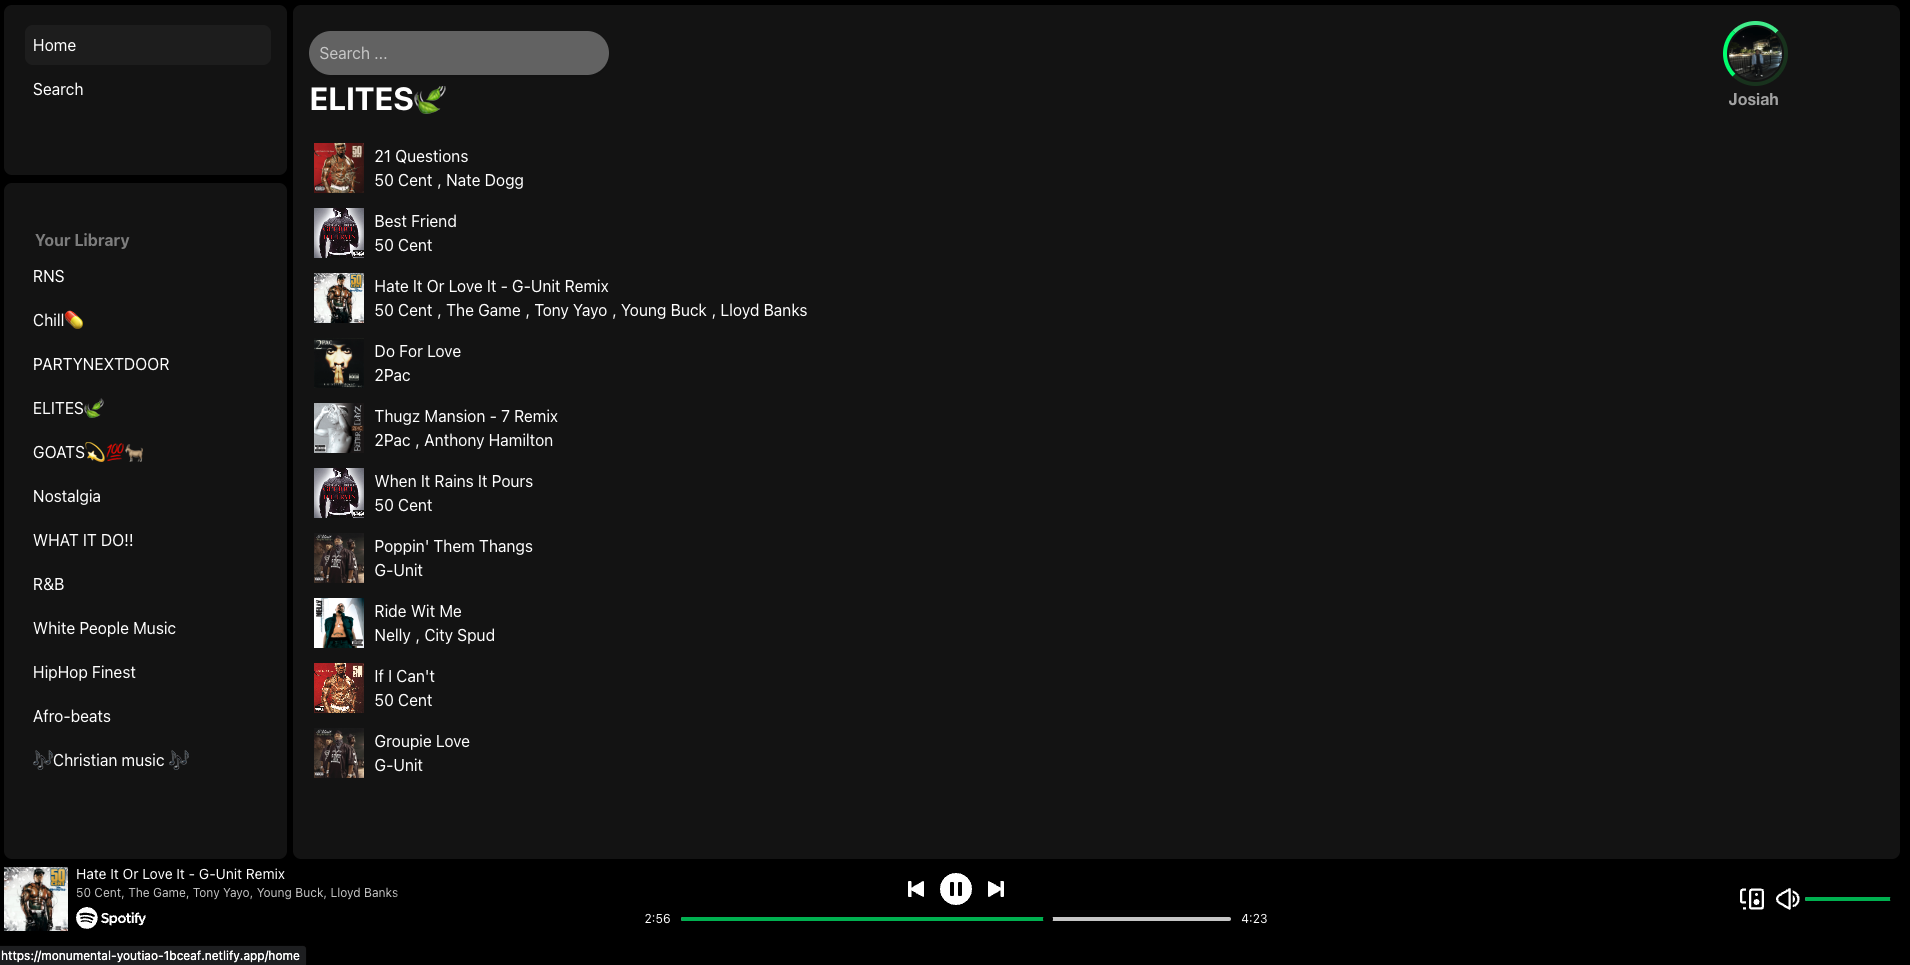 Home
Search
Your Library
RNS
Chill💊
PARTYNEXTDOOR
ELITES🍃
GOATS💫💯🐐
Nostalgia
WHAT IT DO!!
R&B
White People Music
HipHop Finest
Afro-beats
🎶Christian music 🎶
Search ...
Josiah
ELITES🍃
21 Questions
50 Cent , Nate Dogg
Best Friend
50 Cent
Hate It Or Love It - G-Unit Remix
50 Cent , The Game , Tony Yayo , Young Buck , Lloyd Banks
Do For Love
2Pac
Thugz Mansion - 7 Remix
2Pac , Anthony Hamilton
When It Rains It Pours
50 Cent
Poppin' Them Thangs
G-Unit
Ride Wit Me
Nelly , City Spud
If I Can't
50 Cent
Groupie Love
G-Unit
Hate It Or Love It - G-Unit Remix
50 Cent, The Game, Tony Yayo, Young Buck, Lloyd Banks
Spotify
2:56
4:23
https://monumental-youtiao-1bceaf.netlify.app/home